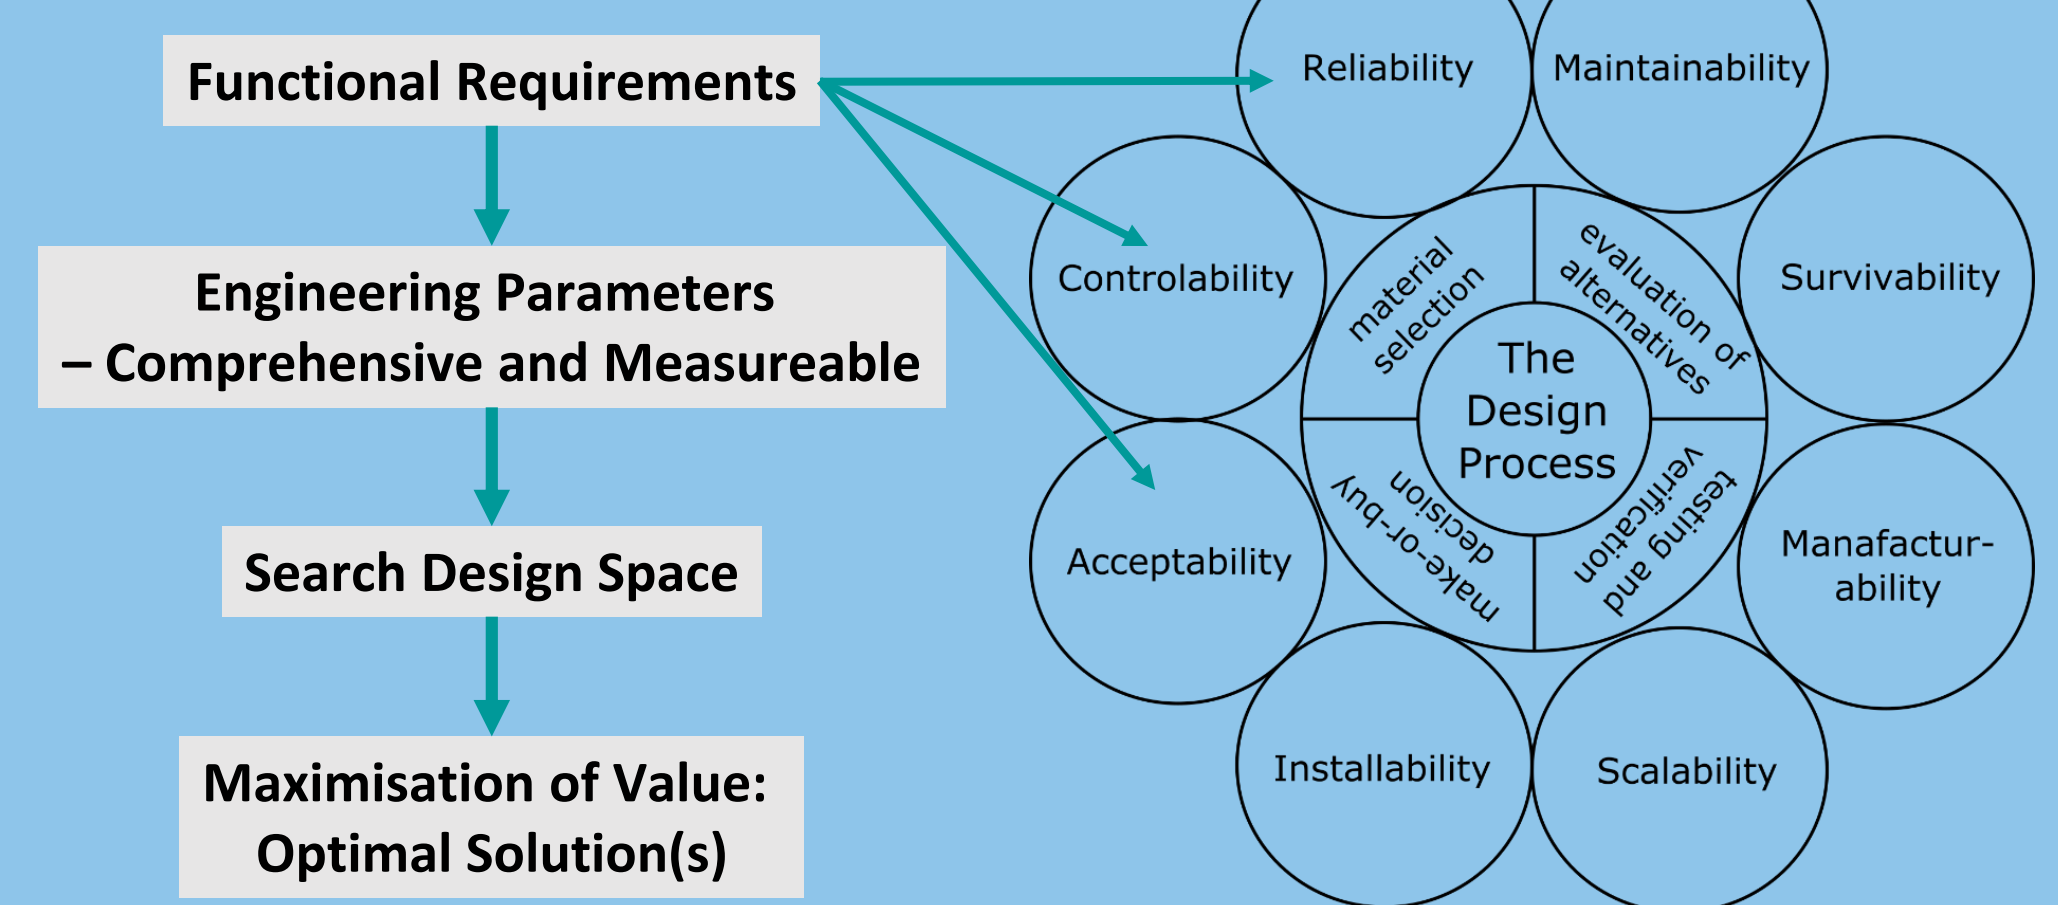 Functional Requirements
Engineering Parameters
– Comprehensive and Measureable
Search Design Space
Maximisation of Value:
Optimal Solution(s)
Reliability
Maintainability
Controlability
Survivability
Acceptability
Manafactur-
ability
Installability
Scalability
material
selection
evaluation of
alternatives
The
Design
Process
make-or-buy
decision
testing and
verification